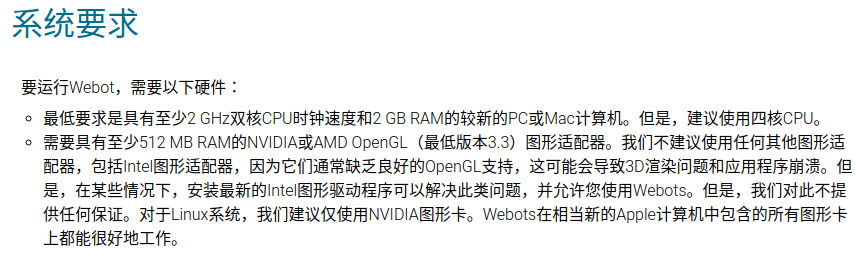 系统要求
要运行Webot，需要以下硬件：
最低要求是具有至少2 GHz双核CPU时钟速度和2 GB RAM的较新的PC或Mac计算机。但是，建议使用四核CPU。
需要具有至少512 MB RAM的NVIDIA或AMD OpenGL（最低版本3.3）图形适配器。我们不建议使用任何其他图形适
配器，包括Intel图形适配器，因为它们通常缺乏良好的OpenGL支持，这可能会导致3D渲染问题和应用程序崩溃。但
是，在某些情况下，安装最新的Intel图形驱动程序可以解决此类问题，并允许您使用Webots。但是，我们对此不提
供任何保证。对于Linux系统，我们建议仅使用NVIDIA图形卡。Webots在相当新的Apple计算机中包含的所有图形卡
上都能很好地工作。